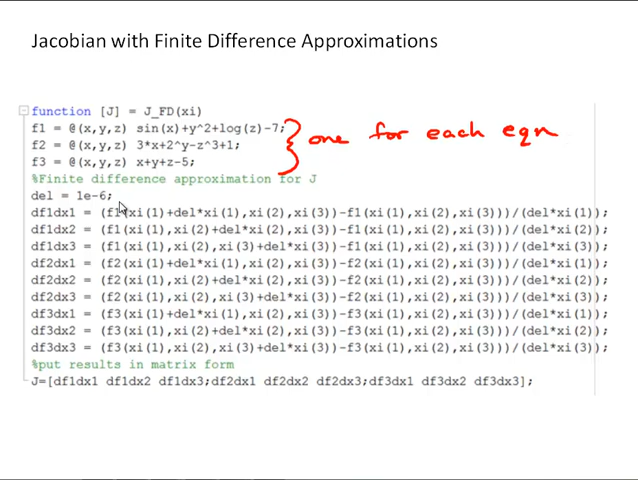 Jacobian with Finite Difference Approximations
function [J] = J_FD(xi)
f1 = @(x,y,z) sin(x)+y^2+log(z)-7;
f2 = @(x,y,z) 3*x+2^y-z^3+1;
f3 = @(x,y,z) x+y+z-5;
one for each eqn
%Finite difference approximation for J
del = 1e-6;
df1dx1 = (f1(xi(1)+del*xi(1),xi(2),xi(3))-f1(xi(1),xi(2),xi(3)))/(del*xi(1));
df1dx2 = (f1(xi(1),xi(2)+del*xi(2),xi(3))-f1(xi(1),xi(2),xi(3)))/(del*xi(2));
df1dx3 = (f1(xi(1),xi(2),xi(3)+del*xi(3))-f1(xi(1),xi(2),xi(3)))/(del*xi(3));
df2dx1 = (f2(xi(1)+del*xi(1),xi(2),xi(3))-f2(xi(1),xi(2),xi(3)))/(del*xi(1));
df2dx2 = (f2(xi(1),xi(2)+del*xi(2),xi(3))-f2(xi(1),xi(2),xi(3)))/(del*xi(2));
df2dx3 = (f2(xi(1),xi(2),xi(3)+del*xi(3))-f2(xi(1),xi(2),xi(3)))/(del*xi(3));
df3dx1 = (f3(xi(1)+del*xi(1),xi(2),xi(3))-f3(xi(1),xi(2),xi(3)))/(del*xi(1));
df3dx2 = (f3(xi(1),xi(2)+del*xi(2),xi(3))-f3(xi(1),xi(2),xi(3)))/(del*xi(2));
df3dx3 = (f3(xi(1),xi(2),xi(3)+del*xi(3))-f3(xi(1),xi(2),xi(3)))/(del*xi(3));
%put results in matrix form
J=[df1dx1 df1dx2 df1dx3;df2dx1 df2dx2 df2dx3;df3dx1 df3dx2 df3dx3];